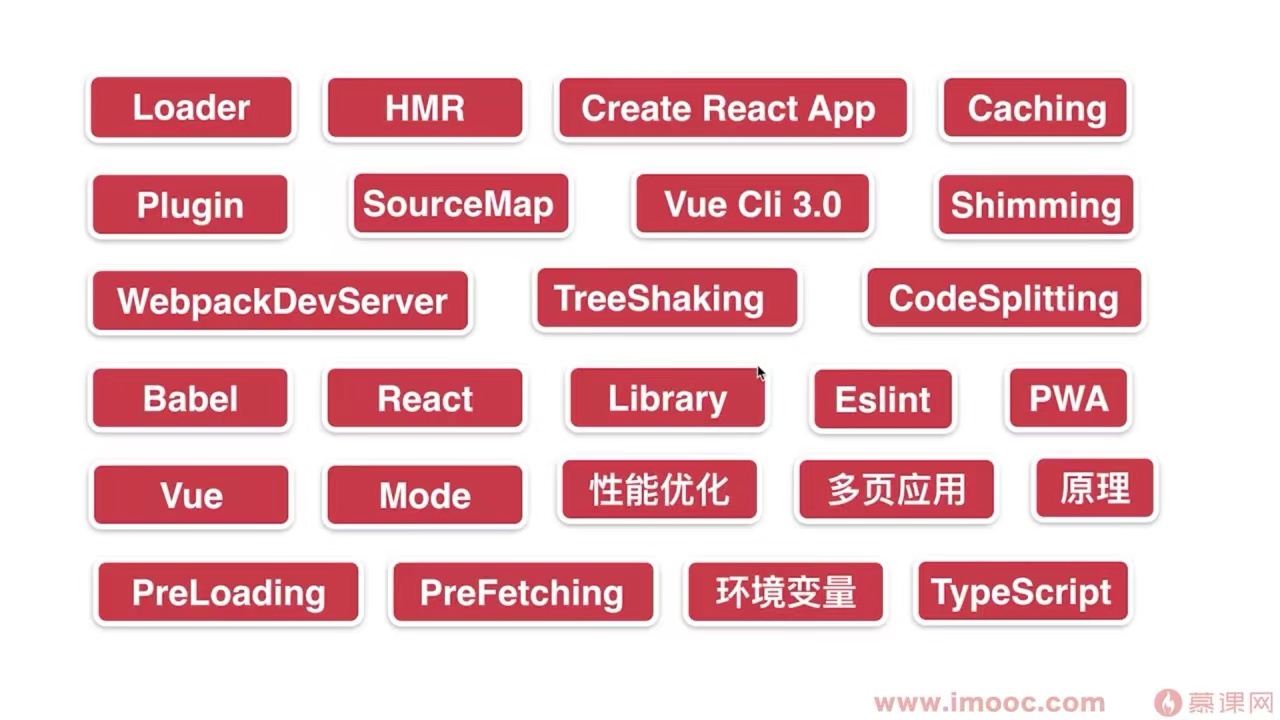 Loader HMR Create React App Caching
Plugin SourceMap Vue Cli 3.0 Shimming
WebpackDevServer TreeShaking CodeSplitting
Babel React Library Eslint PWA
Vue Mode 性能优化 多页应用 原理
PreLoading PreFetching 环境变量 TypeScript
www.imooc.com 慕课网